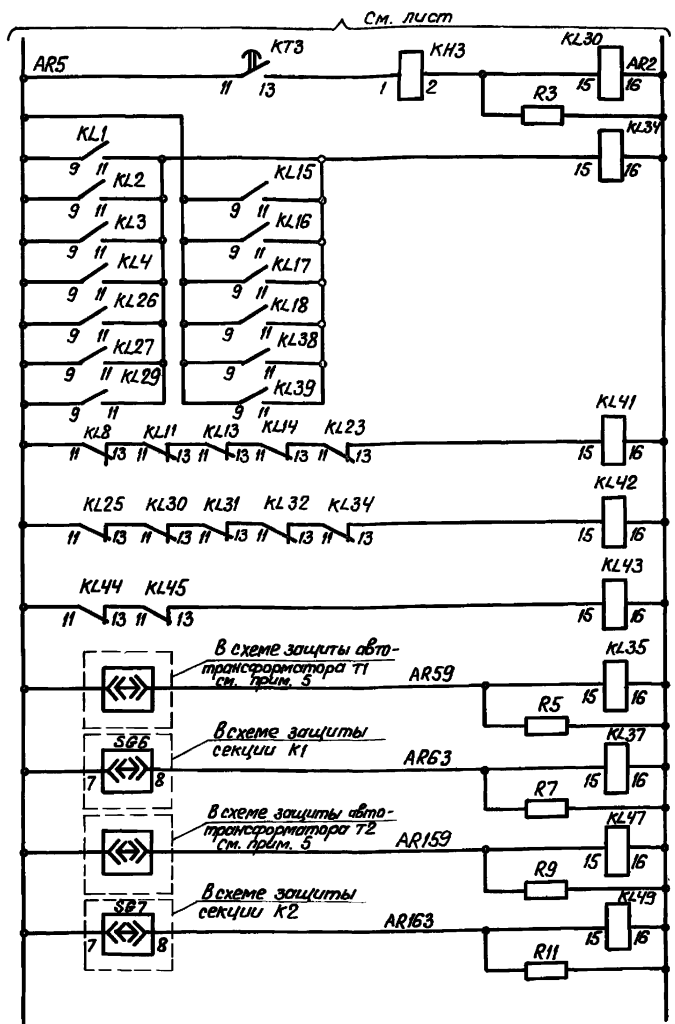 См. лист
AR5 КТ3 КН3 KL30 AR2
11 13 1 2 15 16
R3
KL1 KL34
9 11 15 16
KL2 KL15
9 11 9 11
KL3 KL16
9 11 9 11
KL4 KL17
9 11 9 11
KL26 KL18
9 11 9 11
KL27 KL38
9 11 9 11
KL29 KL39
9 11 9 11
KL8 KL11 KL13 KL14 KL23 KL41
11 13 11 13 11 13 11 13 11 13 15 16
KL25 KL30 KL31 KL32 KL34 KL42
11 13 11 13 11 13 11 13 11 13 15 16
KL44 KL45 KL43
11 13 11 13 15 16
В схеме защиты авто-
трансформатора Т1
см. прим. 5
AR59 KL35
15 16
R5
В схеме защиты
секции К1
SG6 AR63 KL37
7 8 15 16
R7
В схеме защиты авто-
трансформатора Т2
см. прим. 5
AR159 KL47
15 16
R9
В схеме защиты
секции К2
SG7 AR163 KL49
7 8 15 16
R11